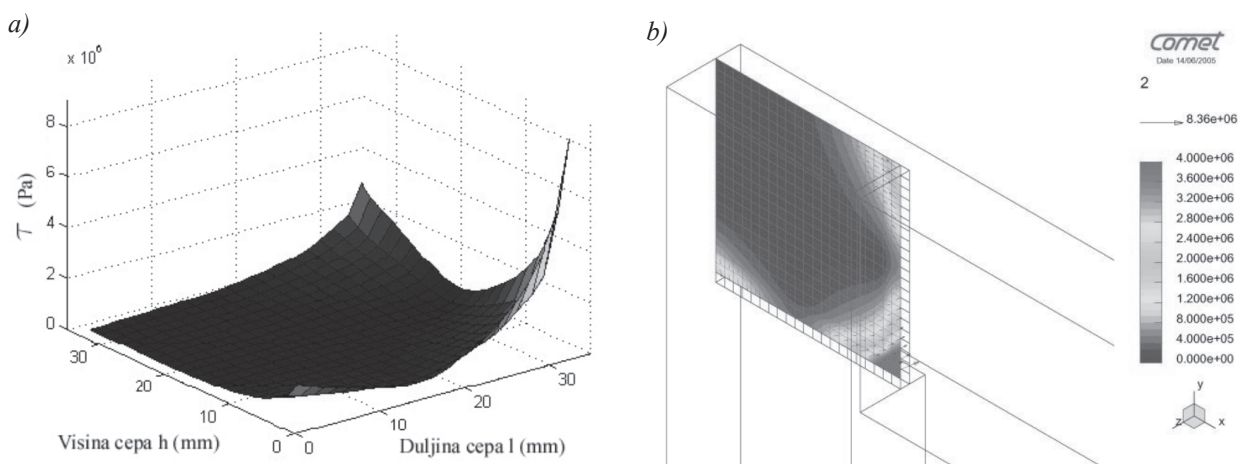 a)
x 10⁶
8
6
4
2
0
τ (Pa)
30
20
10
0
Visina cepa h (mm)
0
10
20
30
Duljina cepa l (mm)
b)
comet
Date 14/06/2005
2
8.36e+06
4.000e+06
3.600e+06
3.200e+06
2.800e+06
2.400e+06
2.000e+06
1.600e+06
1.200e+06
8.000e+05
4.000e+05
0.000e+00
y
z
x